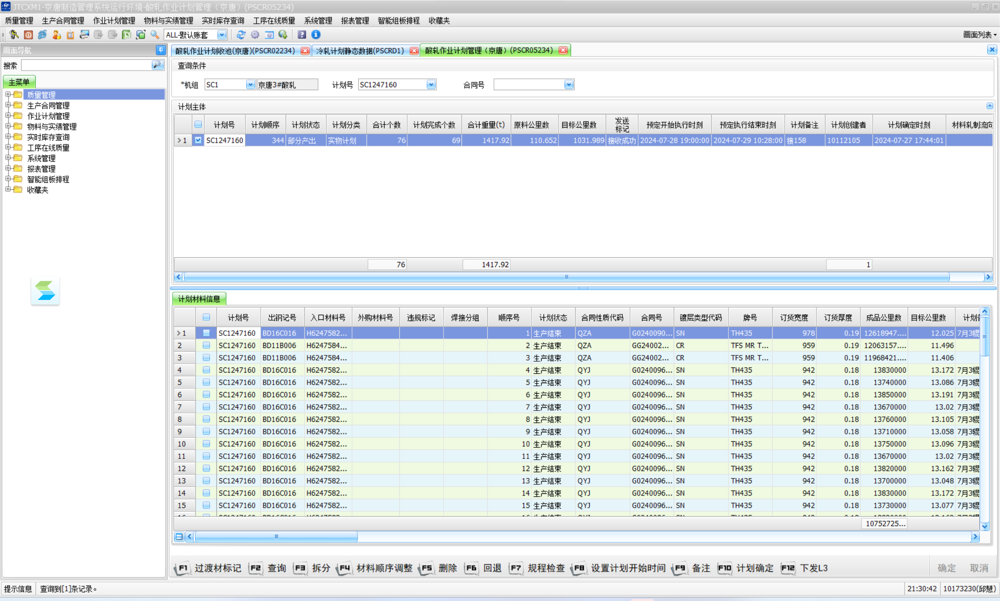 JTCXM1-京唐制造管理系统运行环境-酸轧作业计划管理（京唐）(PSCR05234)
质量管理 生产合同管理 作业计划管理 物料与实绩管理 实时库存查询 工序在线质量 系统管理 报表管理 智能组板排程 收藏夹
ALL-默认账套 画面列表
画面导航
搜索
主菜单
质量管理
生产合同管理
作业计划管理
物料与实绩管理
实时库存查询
工序在线质量
系统管理
报表管理
智能组板排程
收藏夹
酸轧作业计划收池(京唐)(PSCR02234) 冷轧计划静态数据(PSCRD1) 酸轧作业计划管理（京唐）(PSCR05234)
查询条件
*机组 SC1 京唐3#酸轧 计划号 SC1247160 合同号
计划主体
计划号 计划顺序 计划状态 计划分类 合计个数 计划完成个数 合计重量(t) 原料公里数 目标公里数 发送标记 预定开始执行时刻 预定执行结束时刻 计划备注 计划创建者 计划确定时刻 材料轧制流向
1 SC1247160 344 部分产出 实物计划 76 69 1417.92 110.652 1031.989 接收成功 2024-07-28 19:00:00 2024-07-29 10:28:00 接158 10112105 2024-07-27 17:44:01
76 1417.92 1
计划材料信息
计划号 出钢记号 入口材料号 外购材料号 违规标记 焊接分组 顺序号 计划状态 合同性质代码 合同号 镀层类型代码 牌号 订货宽度 订货厚度 成品公里数 目标公里数 计划
1 SC1247160 BD16C016 H6247582... 1 生产结束 QZA G0240090... SN TH435 978 0.19 12618947.... 12.025 7月3辊
2 SC1247160 BD11B006 H6247584... 2 生产结束 QZA GG24002... CR TFS MR T... 959 0.19 12063157.... 11.496
3 SC1247160 BD11B006 H6247584... 3 生产结束 QZA GG24002... CR TFS MR T... 959 0.19 11968421.... 11.406
4 SC1247160 BD16C016 H6247582... 4 生产结束 QYJ G0240096... SN TH435 942 0.18 13830000 13.172 7月3辊
5 SC1247160 BD16C016 H6247582... 5 生产结束 QYJ G0240096... SN TH435 942 0.18 13740000 13.086 7月3辊
6 SC1247160 BD16C016 H6247582... 6 生产结束 QYJ G0240096... SN TH435 942 0.18 13850000 13.191 7月3辊
7 SC1247160 BD16C016 H6247582... 7 生产结束 QYJ G0240096... SN TH435 942 0.18 13670000 13.02 7月3辊
8 SC1247160 BD16C016 H6247582... 8 生产结束 QYJ G0240096... SN TH435 942 0.18 13760000 13.105 7月3辊
9 SC1247160 BD16C016 H6247582... 9 生产结束 QYJ G0240096... SN TH435 942 0.18 13710000 13.058 7月3辊
10 SC1247160 BD16C016 H6247582... 10 生产结束 QYJ G0240096... SN TH435 942 0.18 13750000 13.096 7月3辊
11 SC1247160 BD16C016 H6247582... 11 生产结束 QYJ G0240096... SN TH435 942 0.18 13670000 13.02 7月3辊
12 SC1247160 BD16C016 H6247582... 12 生产结束 QYJ G0240096... SN TH435 942 0.18 13820000 13.162 7月3辊
13 SC1247160 BD16C016 H6247582... 13 生产结束 QYJ G0240096... SN TH435 942 0.18 13700000 13.048 7月3辊
14 SC1247160 BD16C016 H6247582... 14 生产结束 QYJ G0240096... SN TH435 942 0.18 13830000 13.172 7月3辊
15 SC1247160 BD16C016 H6247582... 15 生产结束 QYJ G0240096... SN TH435 942 0.18 13730000 13.077 7月3辊
10752725...
F1 过渡材标记 F2 查询 F3 拆分 F4 材料顺序调整 F5 删除 F6 回退 F7 规程检查 F8 设置计划开始时间 F9 备注 F10 计划确定 F12 下发L3 确定 取消
提示信息 查询到[1]条记录。 21:30:42 10173230(邱慧)